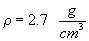 ρ = 2.7 g/cm³